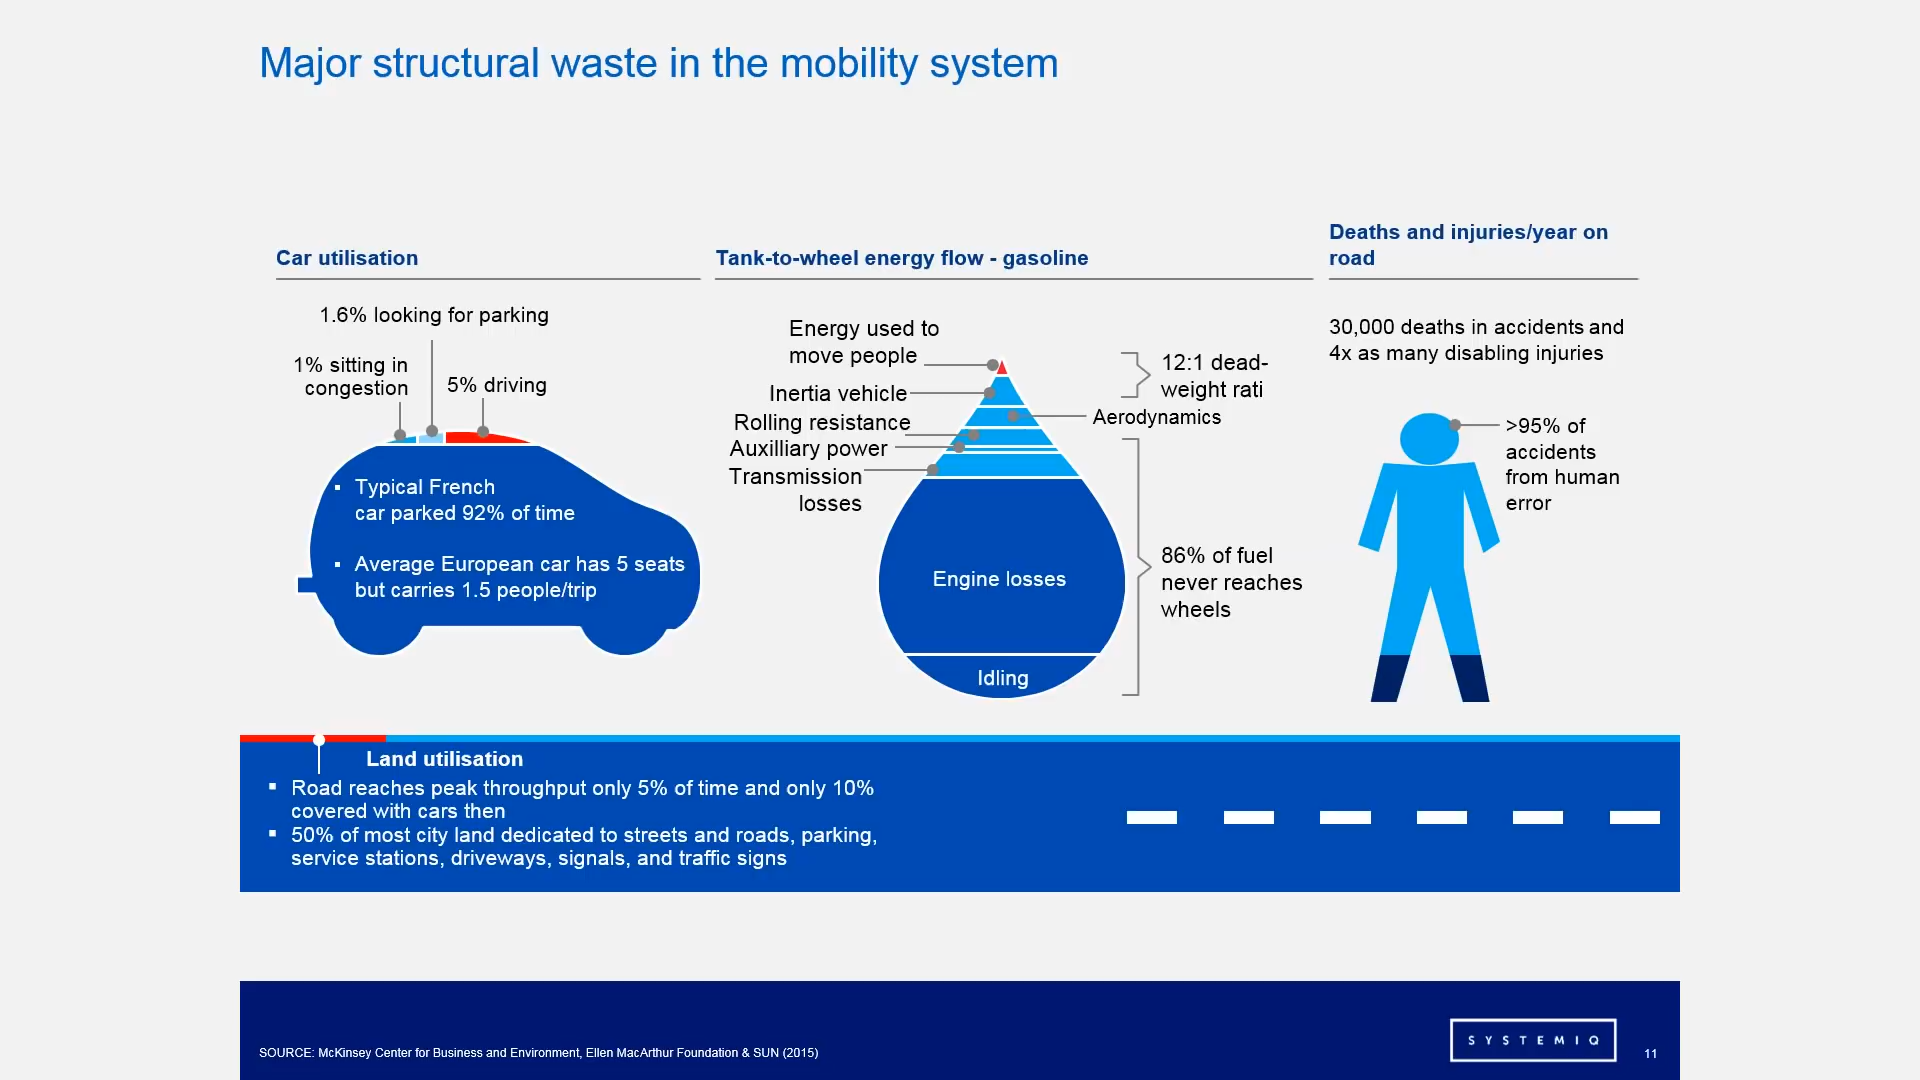 Major structural waste in the mobility system
Car utilisation
1.6% looking for parking
1% sitting in
congestion
5% driving
▪ Typical French
car parked 92% of time
▪ Average European car has 5 seats
but carries 1.5 people/trip
Tank-to-wheel energy flow - gasoline
Energy used to
move people
Inertia vehicle
Rolling resistance
Auxilliary power
Transmission
losses
12:1 dead-
weight rati
Aerodynamics
Engine losses
Idling
86% of fuel
never reaches
wheels
Deaths and injuries/year on
road
30,000 deaths in accidents and
4x as many disabling injuries
>95% of
accidents
from human
error
Land utilisation
▪ Road reaches peak throughput only 5% of time and only 10%
covered with cars then
▪ 50% of most city land dedicated to streets and roads, parking,
service stations, driveways, signals, and traffic signs
SOURCE: McKinsey Center for Business and Environment, Ellen MacArthur Foundation & SUN (2015)
SYSTEMIQ
11